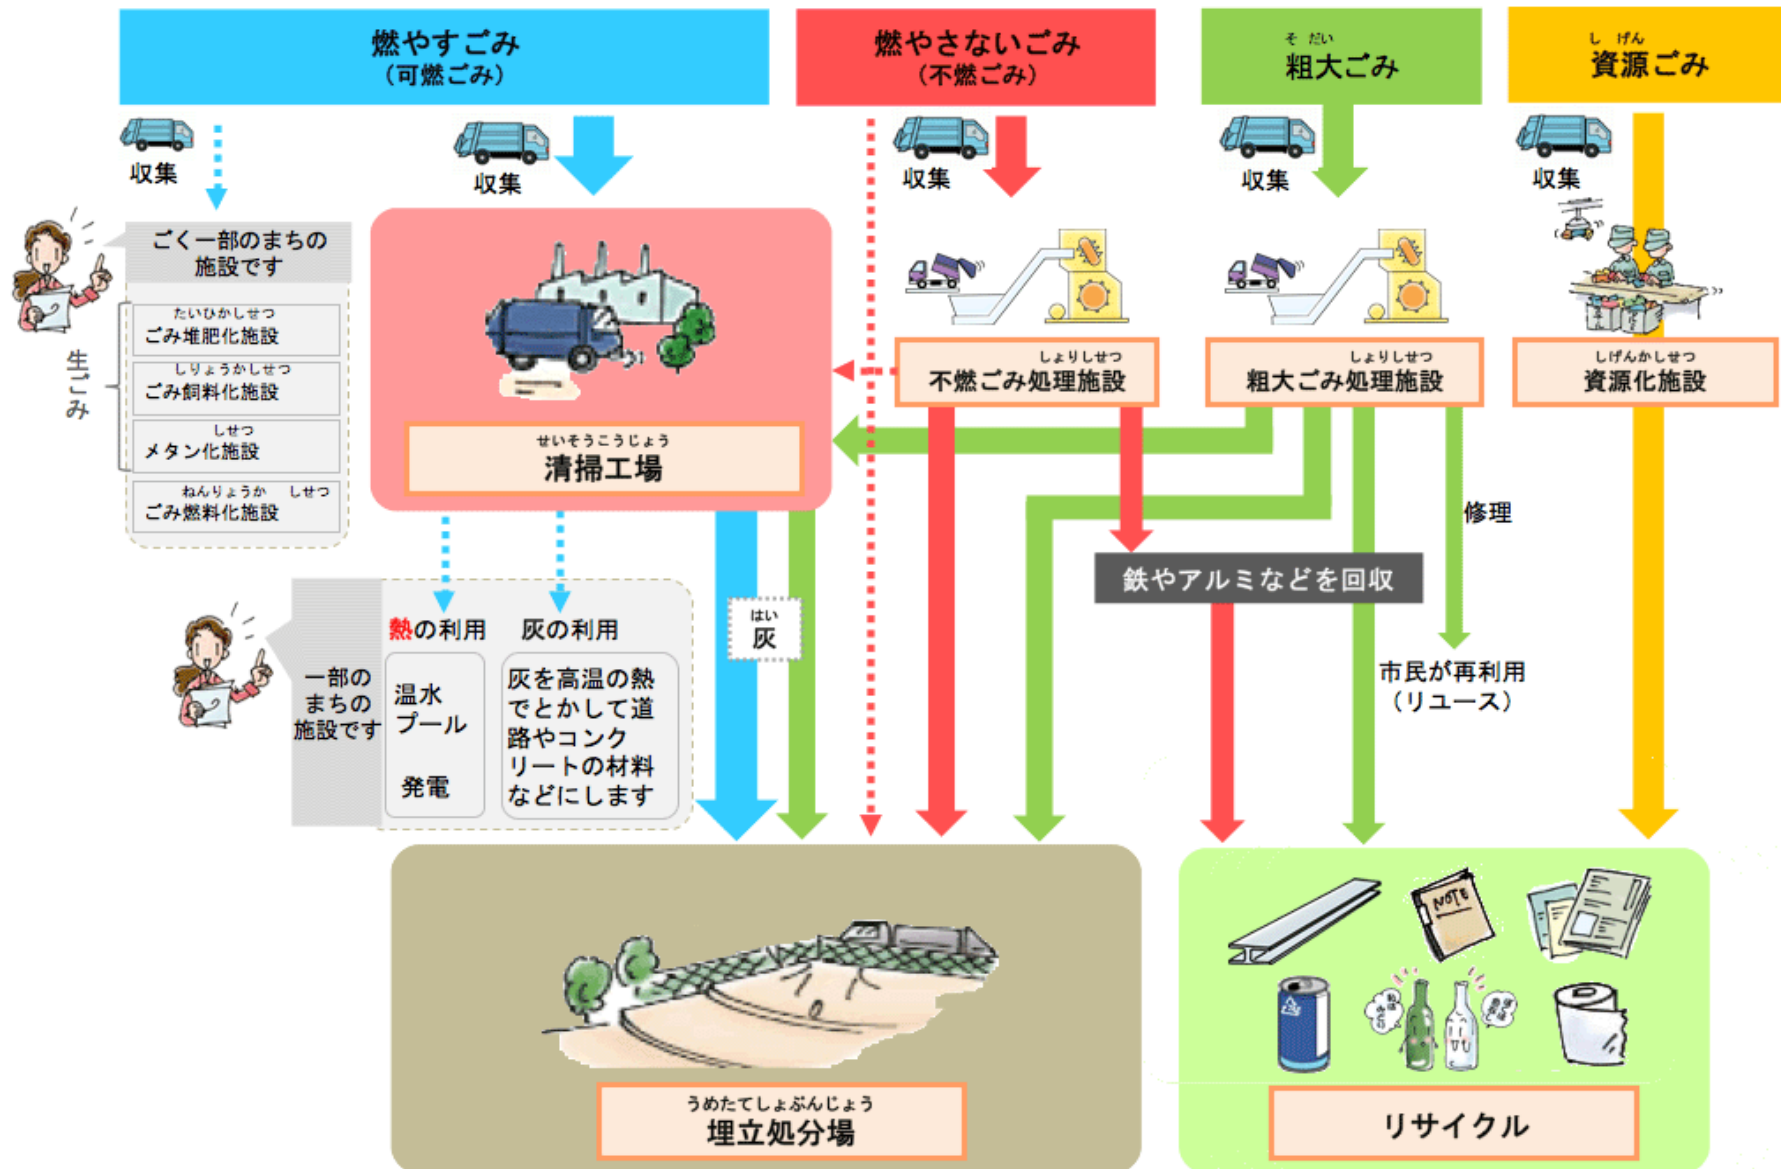 燃やすごみ
(可燃ごみ)
燃やさないごみ
(不燃ごみ)
そだい
粗大ごみ
しげん
資源ごみ
収集
収集
収集
収集
収集
ごく一部のまちの
施設です
生ごみ
たいひかしせつ
ごみ堆肥化施設
しりょうかしせつ
ごみ飼料化施設
しせつ
メタン化施設
ねんりょうか しせつ
ごみ燃料化施設
せいそうこうじょう
清掃工場
しょりしせつ
不燃ごみ処理施設
しょりしせつ
粗大ごみ処理施設
しげんかしせつ
資源化施設
修理
鉄やアルミなどを回収
市民が再利用
(リユース)
はい
灰
一部の
まちの
施設です
熱の利用
温水
プール
発電
灰の利用
灰を高温の熱
でとかして道
路やコンク
リートの材料
などにします
うめたてしょぶんじょう
埋立処分場
NOTE
リサイクル